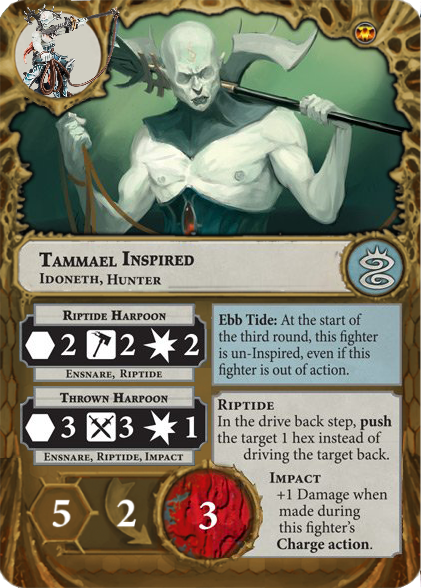 TAMMAEL INSPIRED
IDONETH, HUNTER
RIPTIDE HARPOON
2 2 2
ENSNARE, RIPTIDE
THROWN HARPOON
3 3 1
ENSNARE, RIPTIDE, IMPACT
5 2 3
Ebb Tide: At the start of
the third round, this fighter
is un-Inspired, even if this
fighter is out of action.
RIPTIDE
In the drive back step, push
the target 1 hex instead of
driving the target back.
IMPACT
+1 Damage when
made during
this fighter's
Charge action.